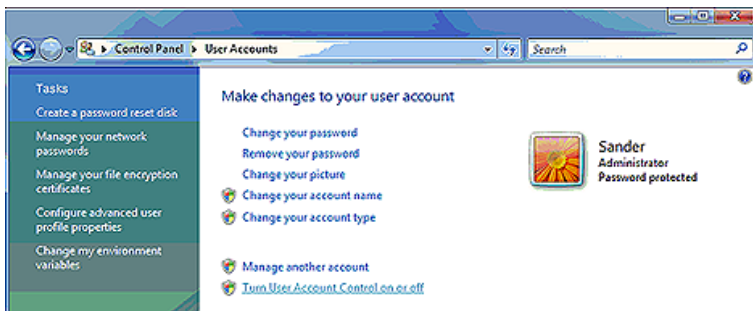 Control Panel
User Accounts
Search
Tasks
Create a password reset disk
Manage your network
passwords
Manage your file encryption
certificates
Configure advanced user
profile properties
Change my environment
variables
Make changes to your user account
Change your password
Remove your password
Change your picture
Change your account name
Change your account type
Manage another account
Turn User Account Control on or off
Sander
Administrator
Password protected